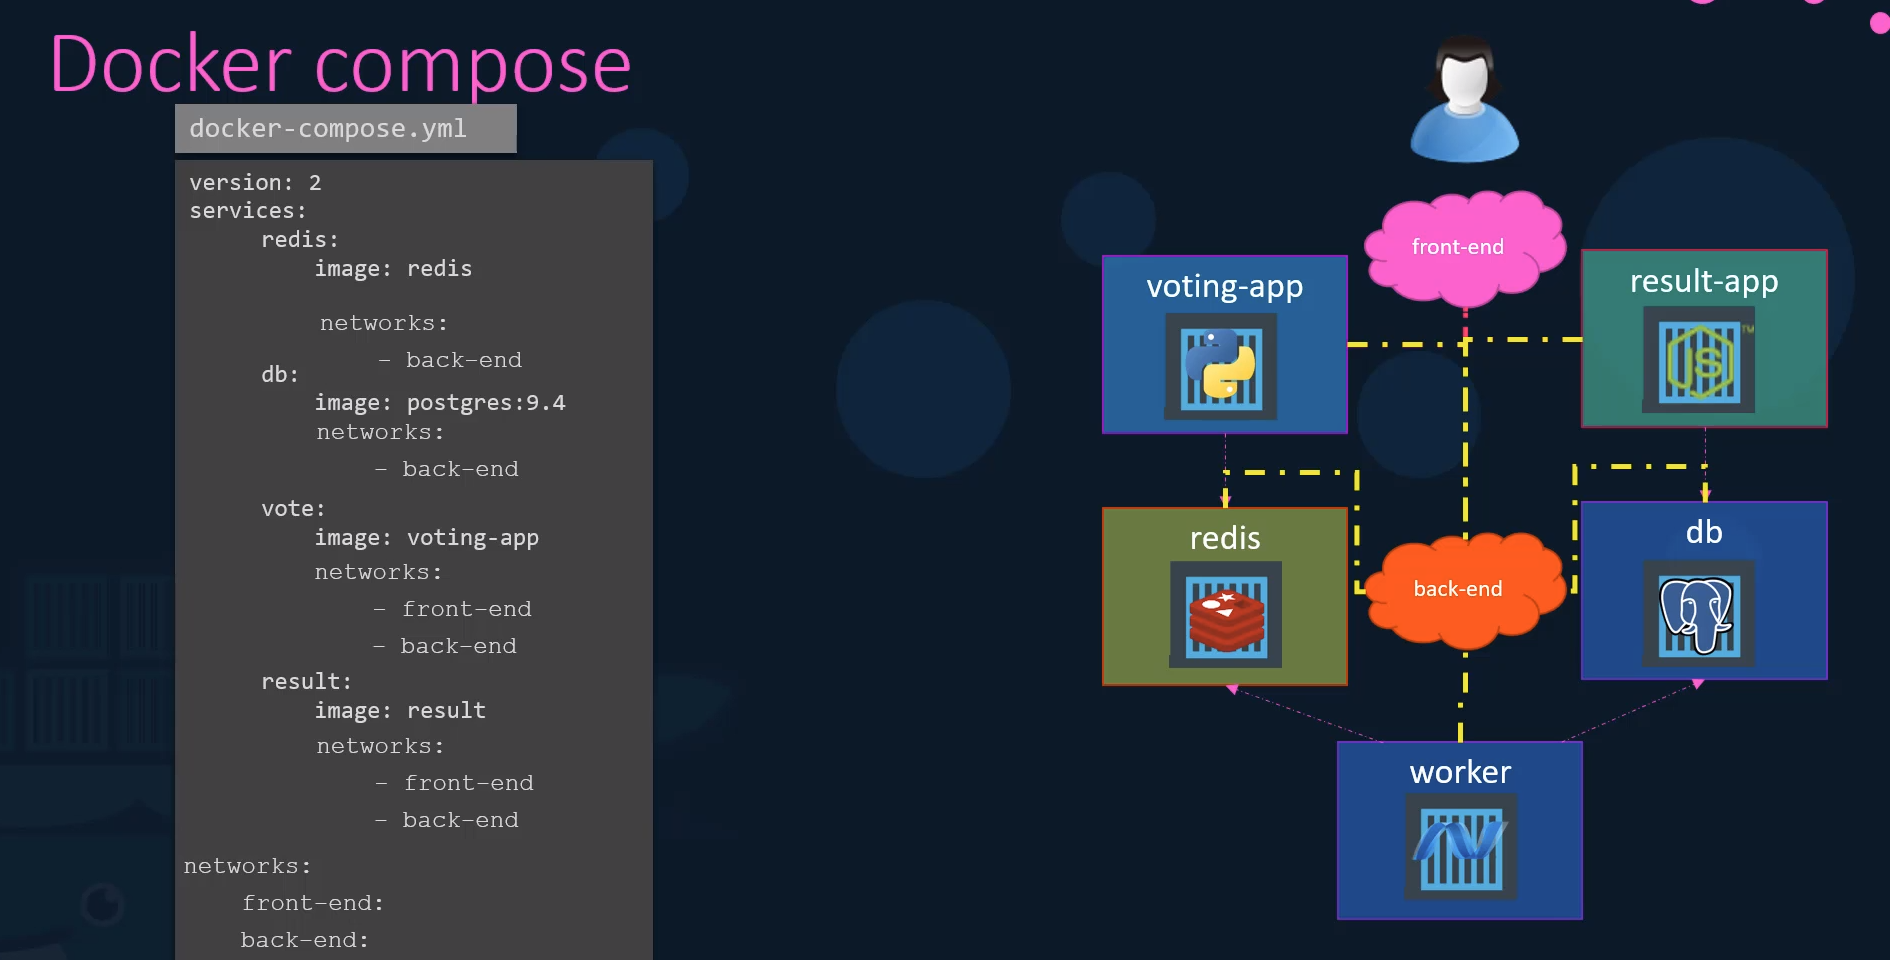 Docker compose
docker-compose.yml
version: 2
services:
redis:
image: redis
networks:
- back-end
db:
image: postgres:9.4
networks:
- back-end
vote:
image: voting-app
networks:
- front-end
- back-end
result:
image: result
networks:
- front-end
- back-end
networks:
front-end:
back-end:
front-end
voting-app
result-app
JS
TM
redis
back-end
db
worker